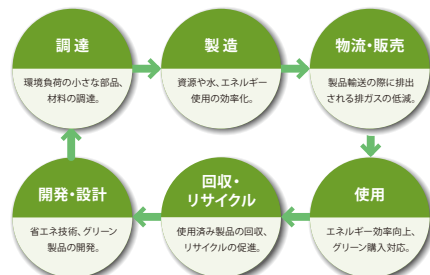 調達
環境負荷の小さな部品、
材料の調達。
製造
資源や水、エネルギー
使用の効率化。
物流・販売
製品輸送の際に排出
される排ガスの低減。
開発・設計
省エネ技術、グリーン
製品の開発。
回収・
リサイクル
使用済み製品の回収、
リサイクルの促進。
使用
エネルギー効率向上、
グリーン購入対応。